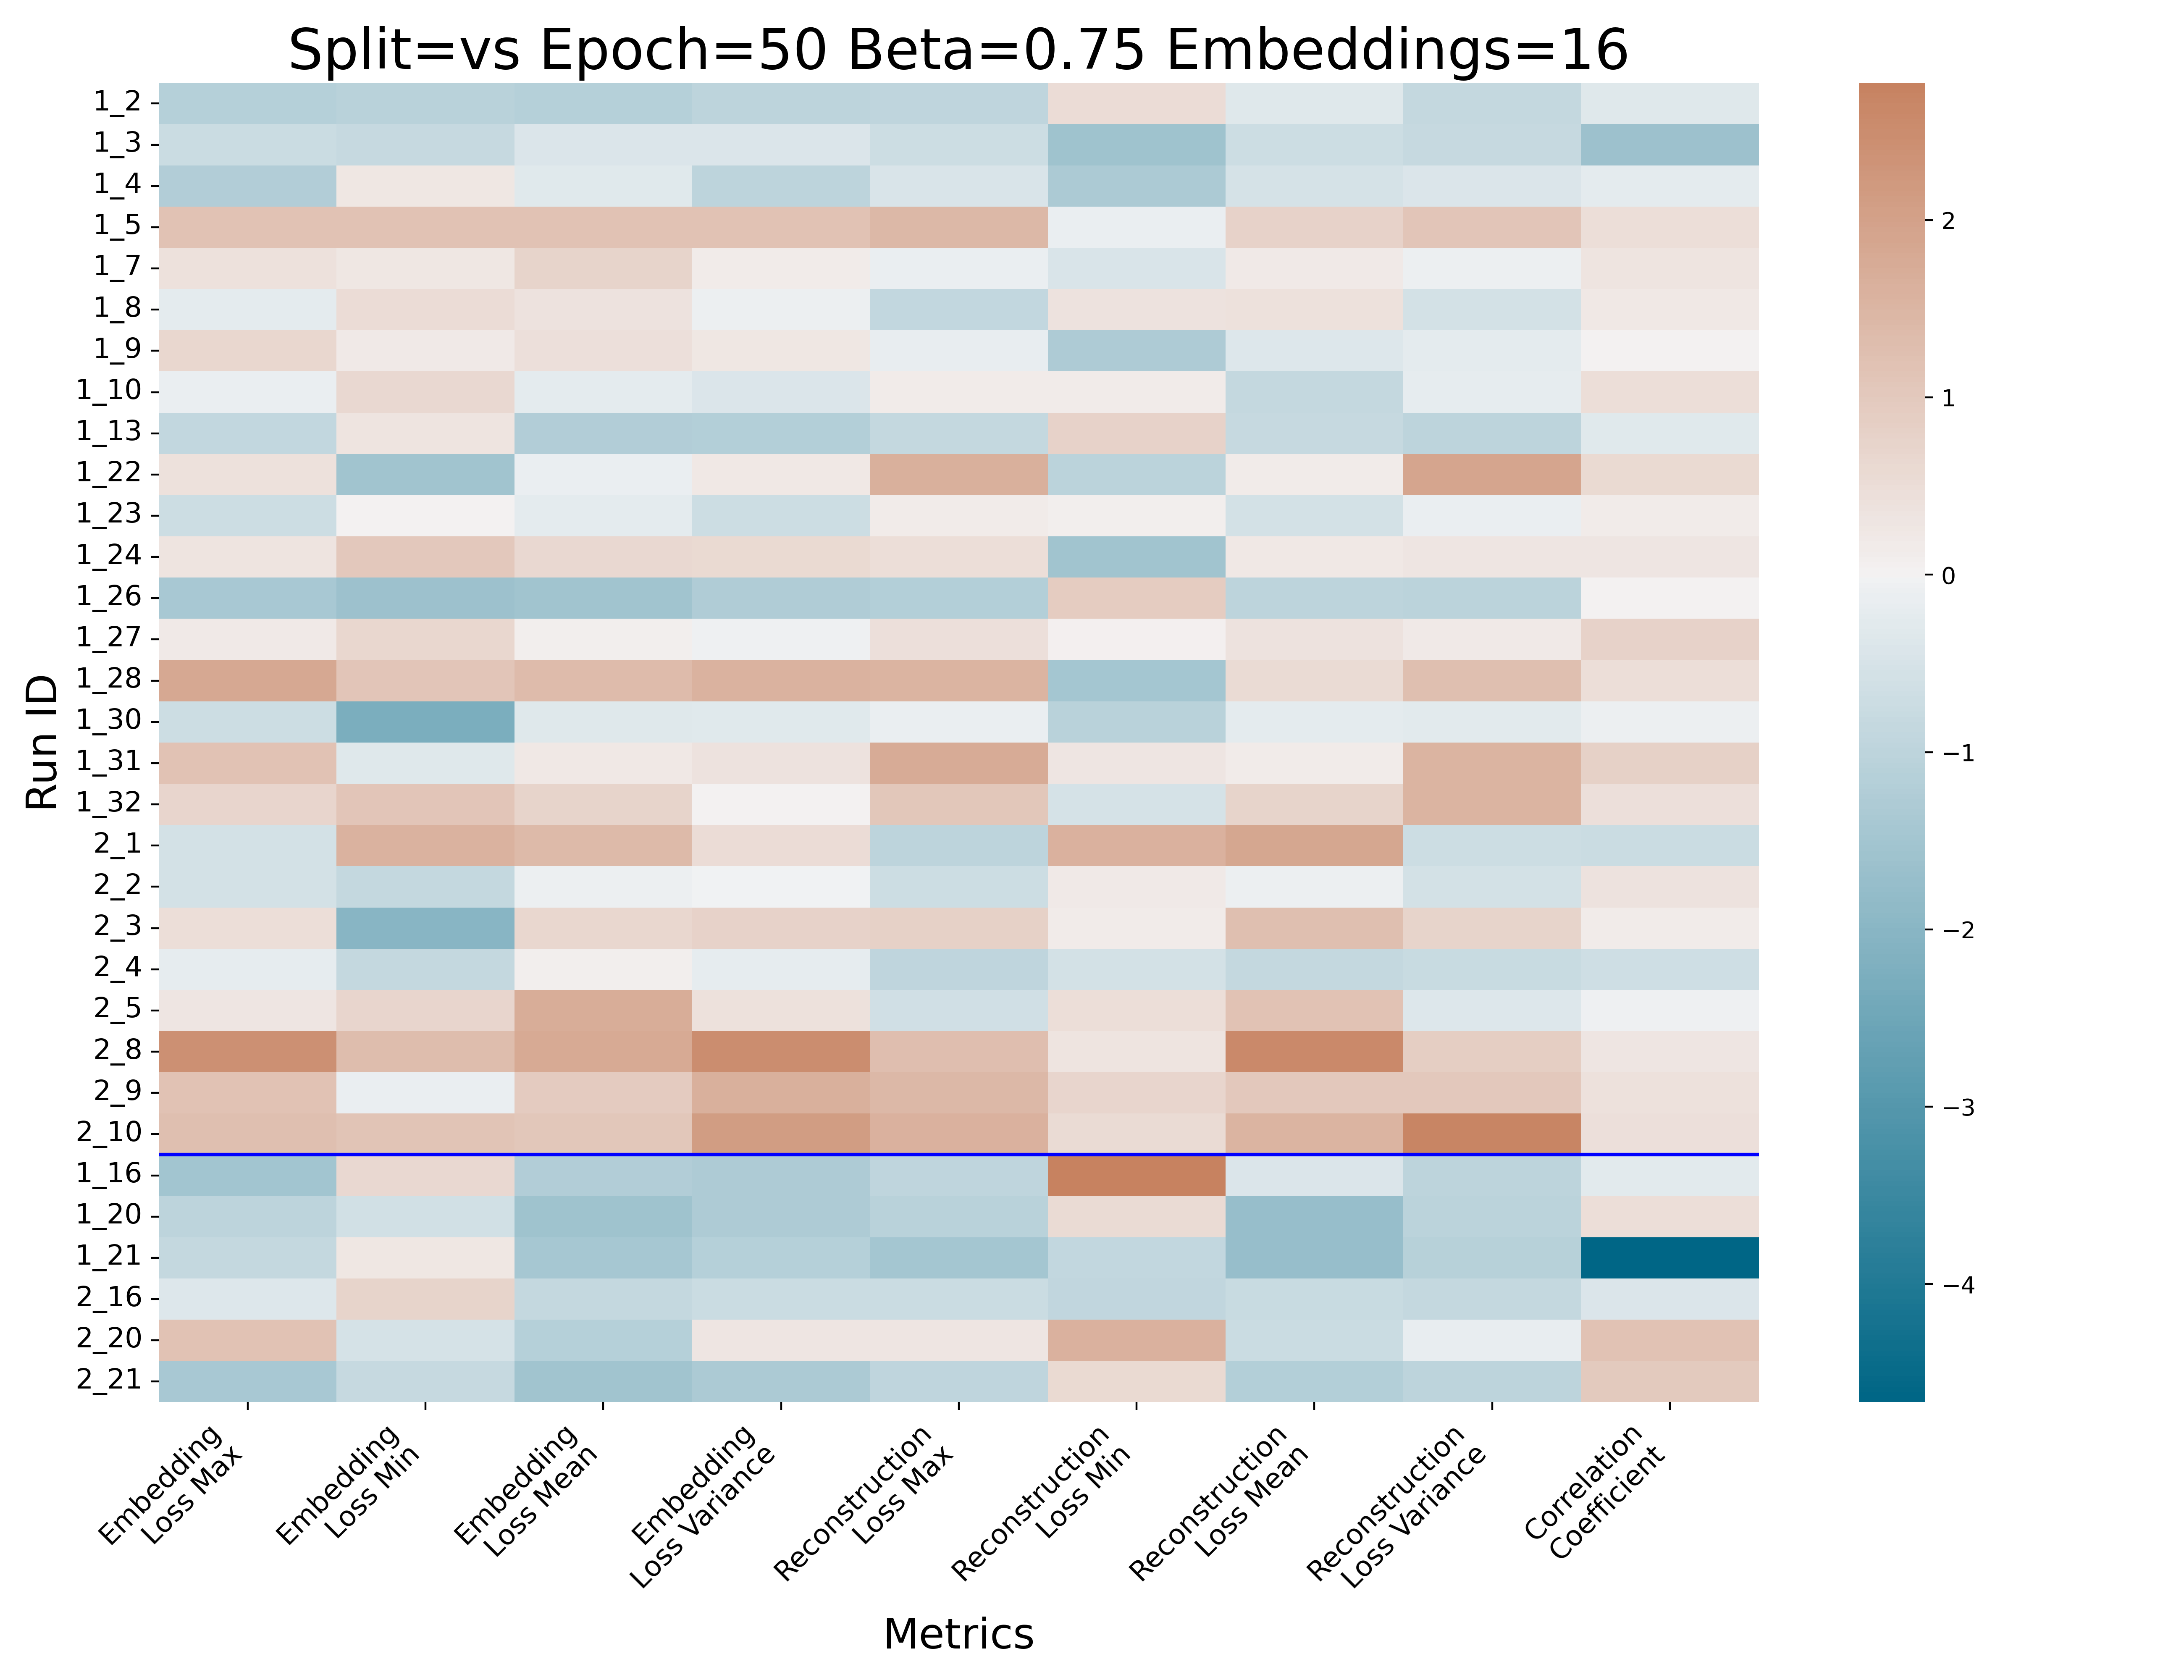 Split=vs Epoch=50 Beta=0.75 Embeddings=16
Run ID
1_2
1_3
1_4
1_5
1_7
1_8
1_9
1_10
1_13
1_22
1_23
1_24
1_26
1_27
1_28
1_30
1_31
1_32
2_1
2_2
2_3
2_4
2_5
2_8
2_9
2_10
1_16
1_20
1_21
2_16
2_20
2_21
2
1
0
−1
−2
−3
−4
Embedding
Loss Max
Embedding
Loss Min
Embedding
Loss Mean
Embedding
Loss Variance
Reconstruction
Loss Max
Reconstruction
Loss Min
Reconstruction
Loss Mean
Reconstruction
Loss Variance
Correlation
Coefficient
Metrics